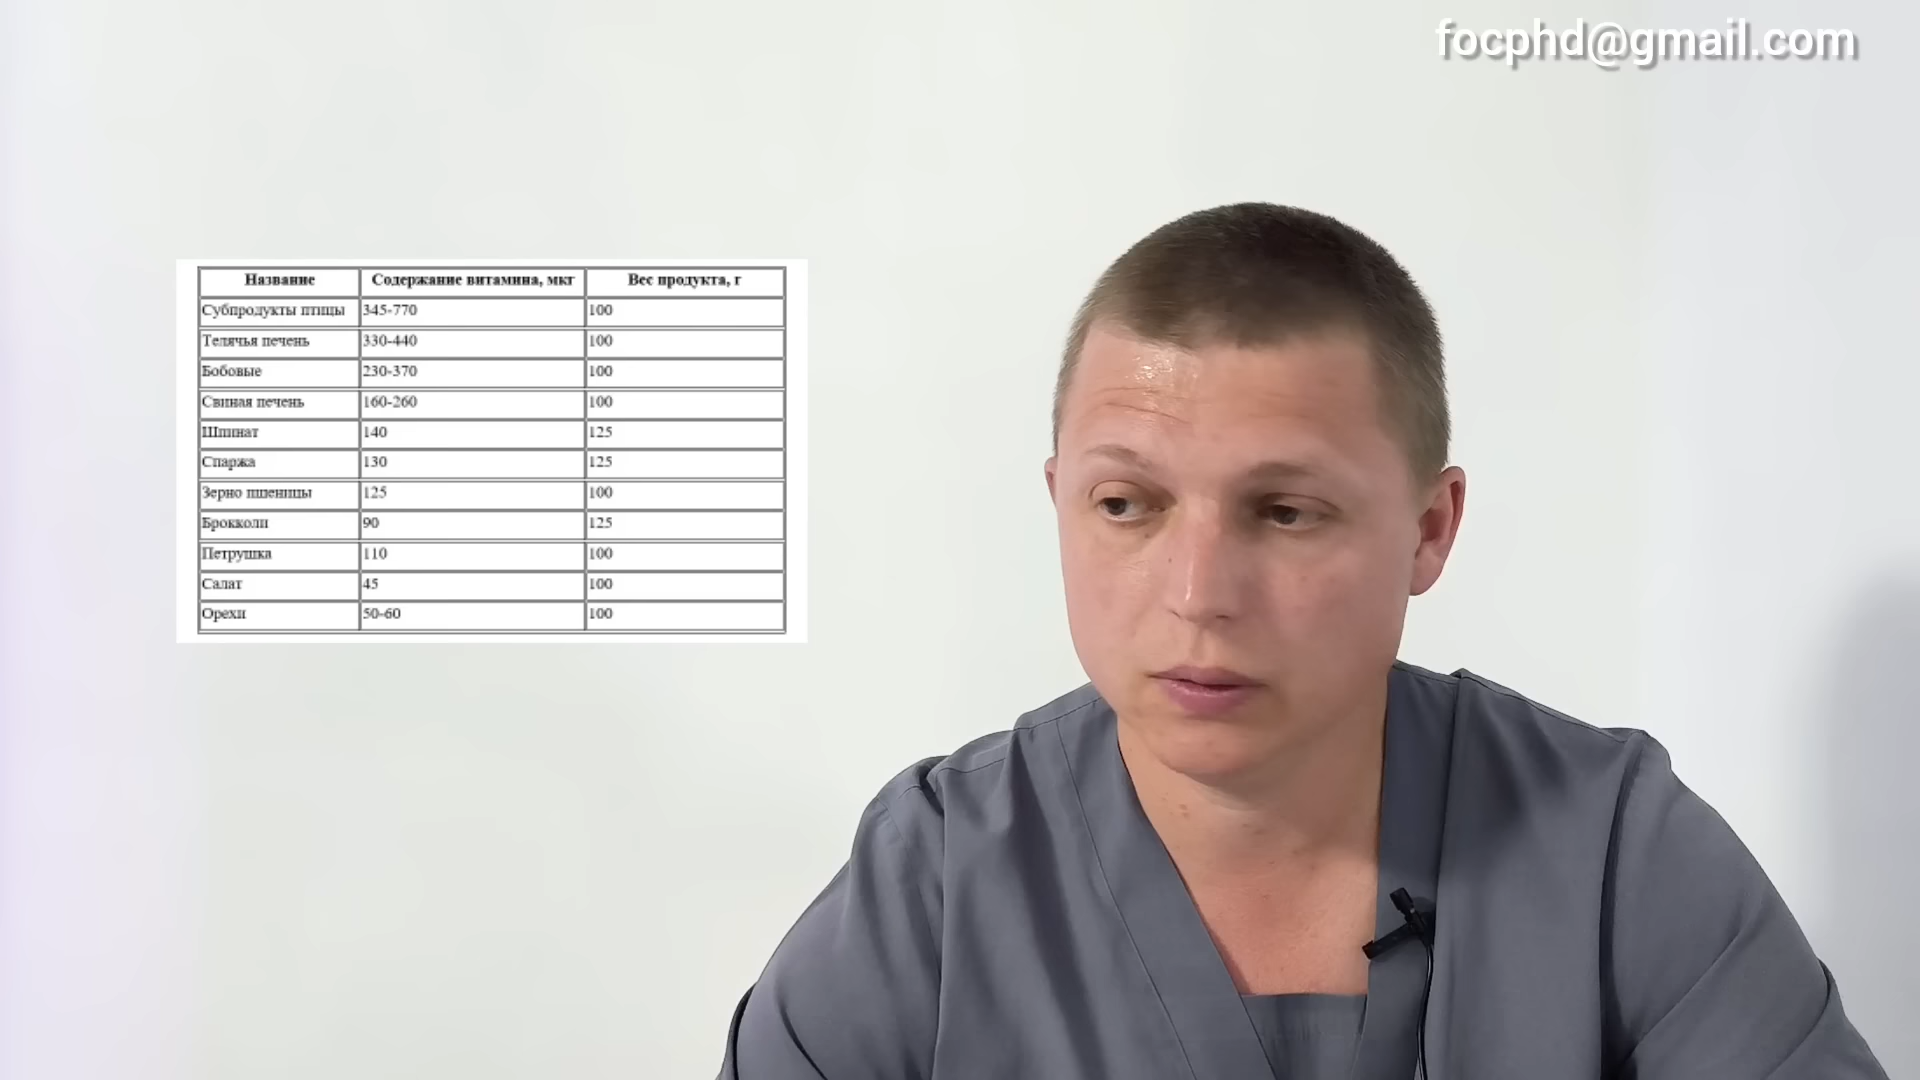 focphd@gmail.com
Название Содержание витамина, мкг Вес продукта, г
Субпродукты птицы 345-770 100
Телячья печень 330-440 100
Бобовые 230-370 100
Свиная печень 160-260 100
Шпинат 140 125
Спаржа 130 125
Зерно пшеницы 125 100
Брокколи 90 125
Петрушка 110 100
Салат 45 100
Орехи 50-60 100